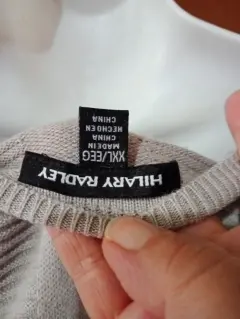 HILARY RADLEY
XXL/EEG
MADE IN
CHINA
HECHO EN
CHINA